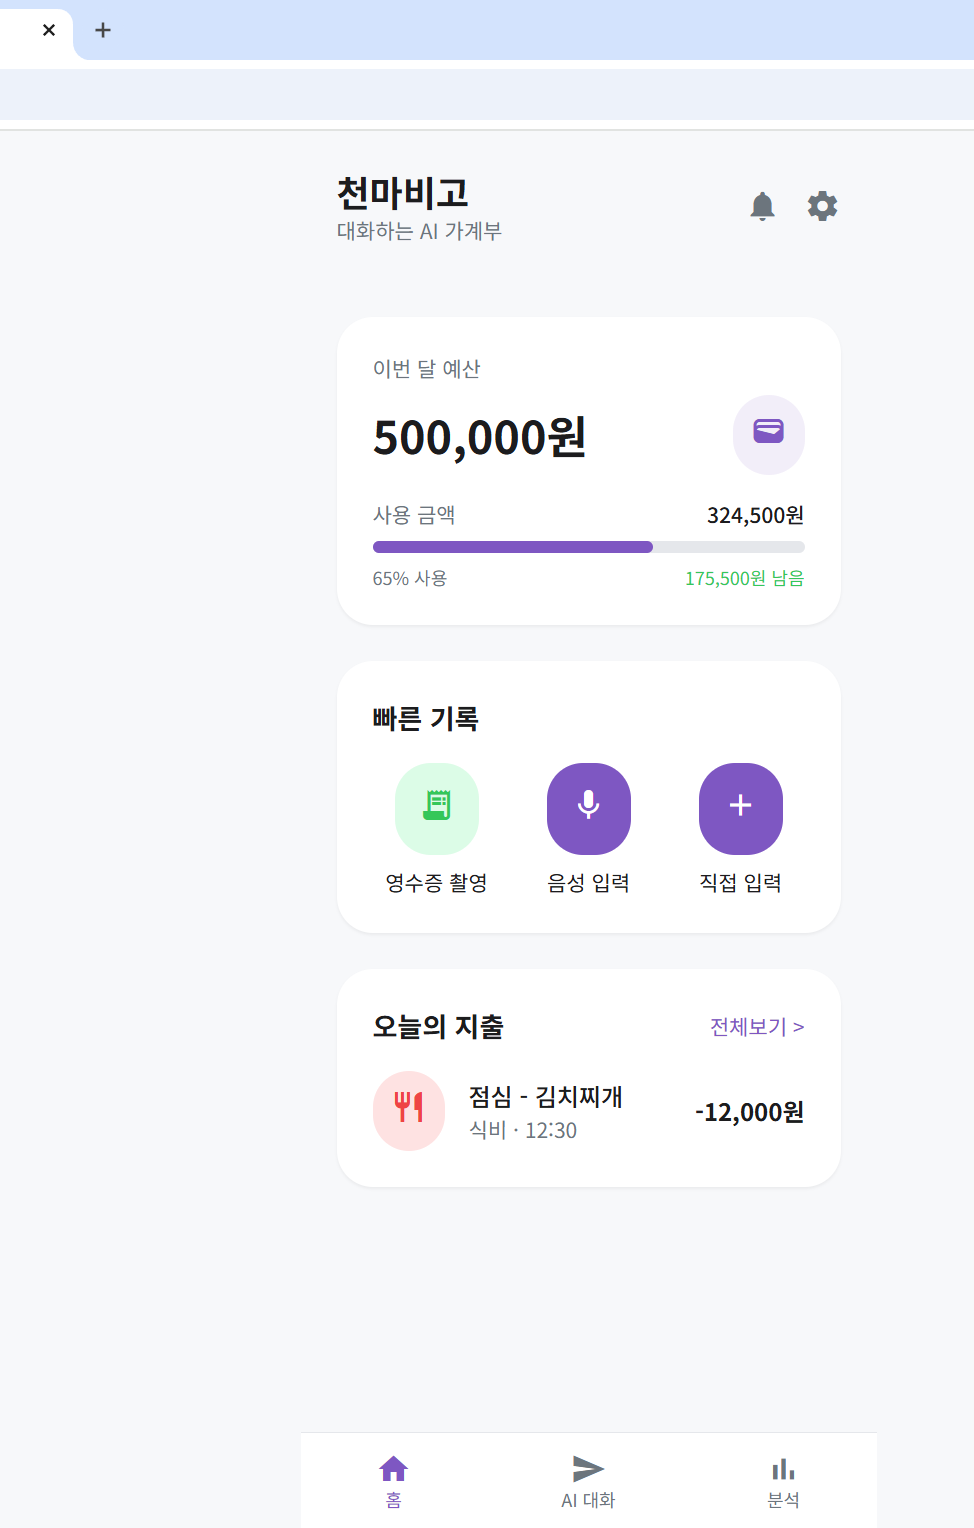 천마비고
대화하는 AI 가계부
이번 달 예산
500,000원
사용 금액 324,500원
65% 사용 175,500원 남음
빠른 기록
영수증 촬영 음성 입력 직접 입력
오늘의 지출 전체보기 >
점심 - 김치찌개
식비 · 12:30
-12,000원
홈 AI 대화 분석